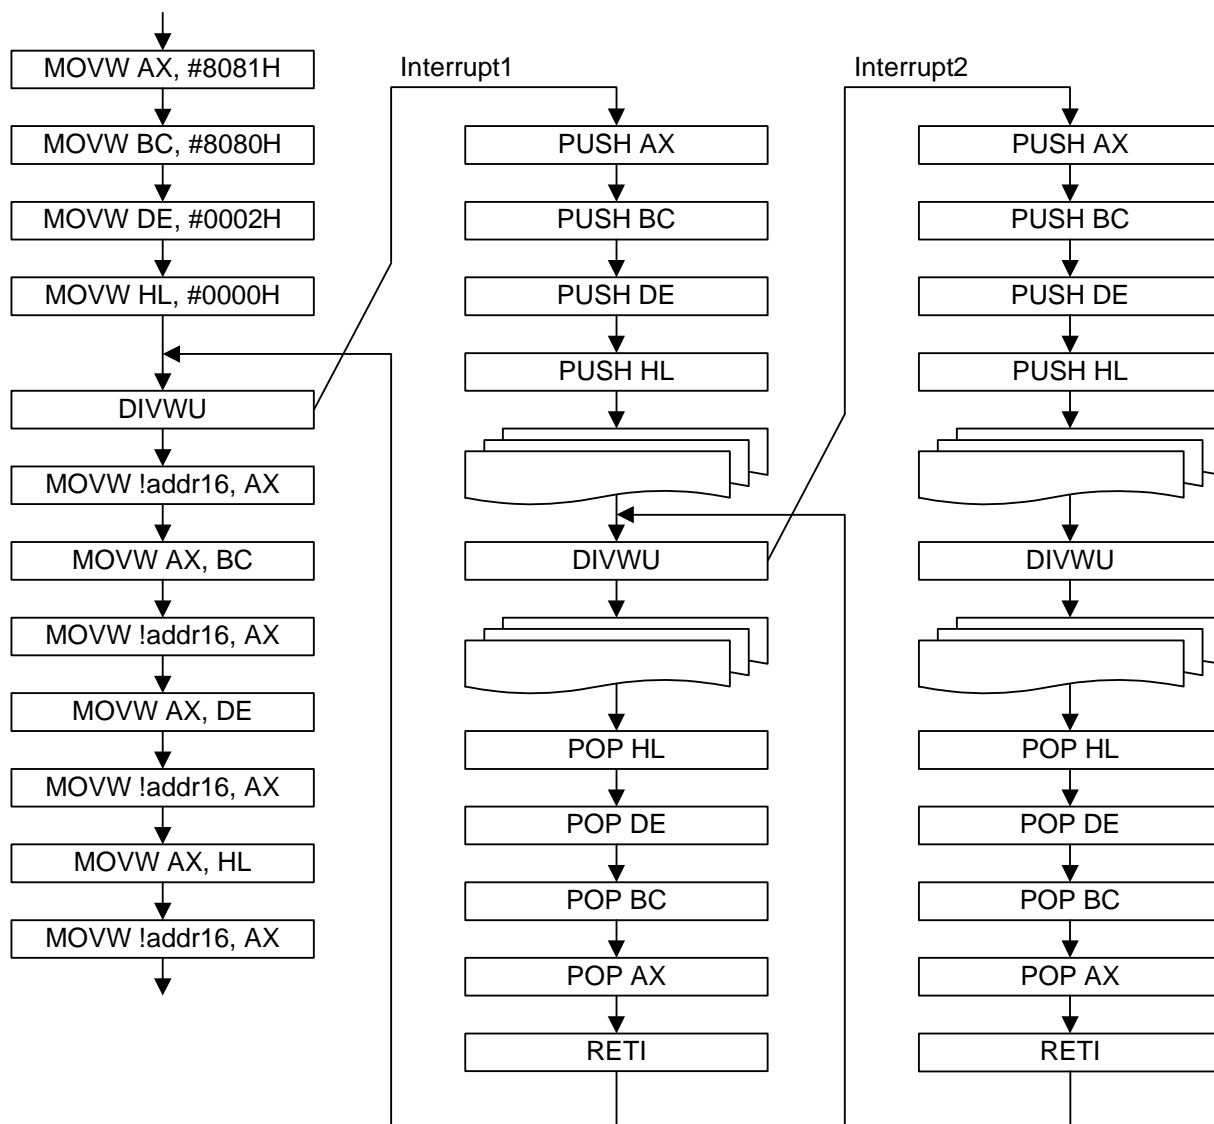 MOVW AX, #8081H
MOVW BC, #8080H
MOVW DE, #0002H
MOVW HL, #0000H
DIVWU
MOVW !addr16, AX
MOVW AX, BC
MOVW !addr16, AX
MOVW AX, DE
MOVW !addr16, AX
MOVW AX, HL
MOVW !addr16, AX
Interrupt1
PUSH AX
PUSH BC
PUSH DE
PUSH HL
DIVWU
POP HL
POP DE
POP BC
POP AX
RETI
Interrupt2
PUSH AX
PUSH BC
PUSH DE
PUSH HL
DIVWU
POP HL
POP DE
POP BC
POP AX
RETI